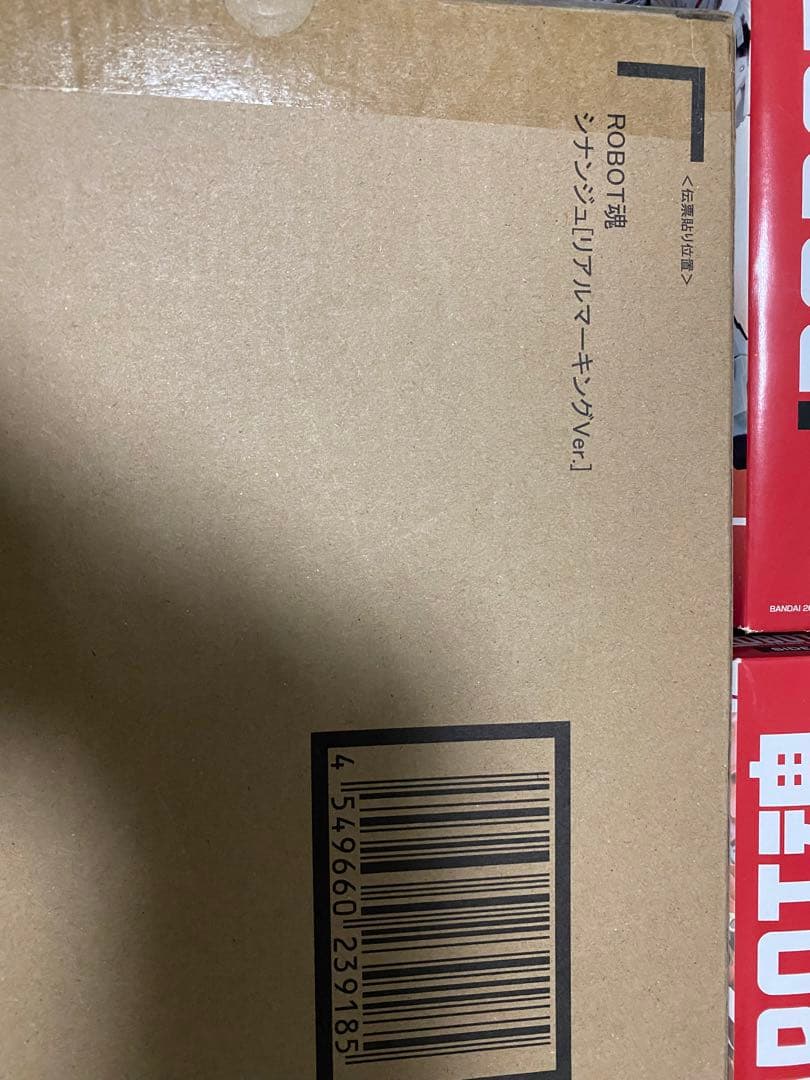 <伝票貼り位置>
ROBOT魂
シナンジュ[リアルマーキングVer.]
4 549660 239185
BANDAI